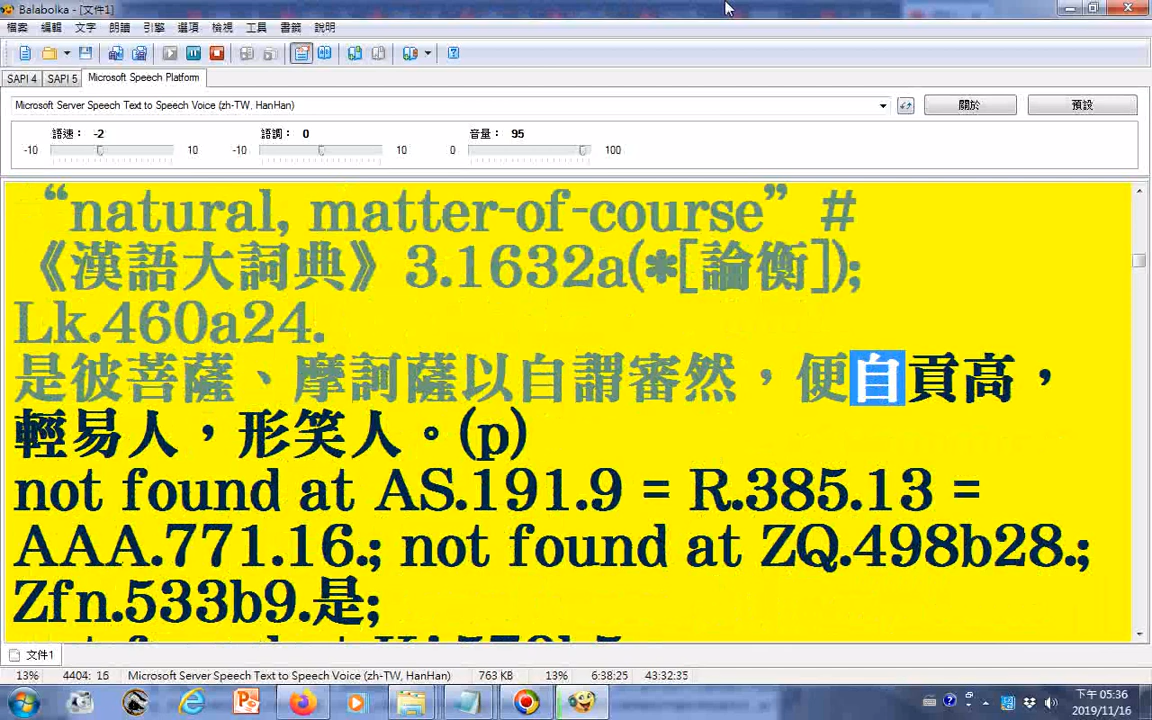 Balabolka - [文件1]
檔案 編輯 文字 朗讀 引擎 選項 檢視 工具 書籤 說明
SAPI 4 SAPI 5 Microsoft Speech Platform
Microsoft Server Speech Text to Speech Voice (zh-TW, HanHan) 關於 預設
語速： -2 語調： 0 音量： 95
-10 10 -10 10 0 100
“natural, matter-of-course” #
《漢語大詞典》 3.1632a(*[論衡]);
Lk.460a24.
是彼菩薩、摩訶薩以自謂審然，便自貢高，
輕易人，形笑人。(p)
not found at AS.191.9 = R.385.13 =
AAA.771.16.; not found at ZQ.498b28.;
Zfn.533b9.是;
文件1
13% 4404: 16 Microsoft Server Speech Text to Speech Voice (zh-TW, HanHan) 763 KB 13% 6:38:25 43:32:35
下午 05:36
2019/11/16